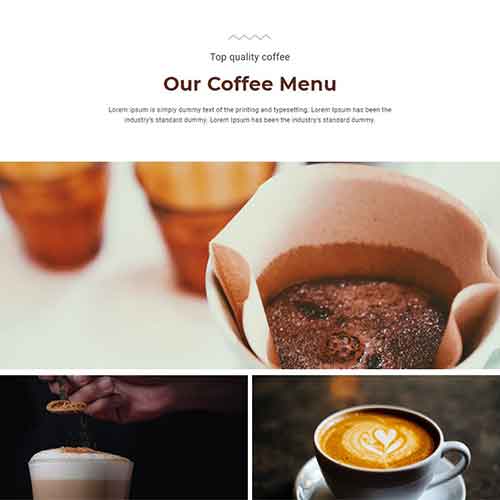 Top quality coffee
Our Coffee Menu
Lorem Ipsum is simply dummy text of the printing and typesetting. Lorem Ipsum has been the
industry's standard dummy. Lorem Ipsum has been the industry's standard dummy.